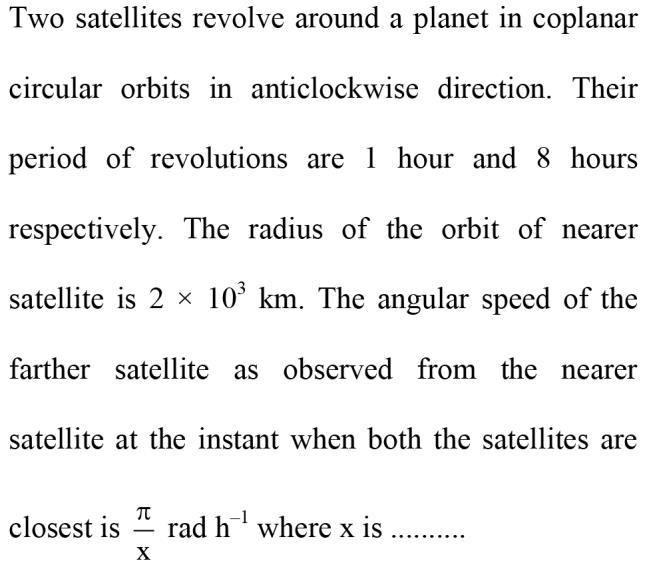 Two satellites revolve around a planet in coplanar
circular orbits in anticlockwise direction. Their
period of revolutions are 1 hour and 8 hours
respectively. The radius of the orbit of nearer
satellite is 2 × 10³ km. The angular speed of the
farther satellite as observed from the nearer
satellite at the instant when both the satellites are
closest is π/x rad h⁻¹ where x is ..........